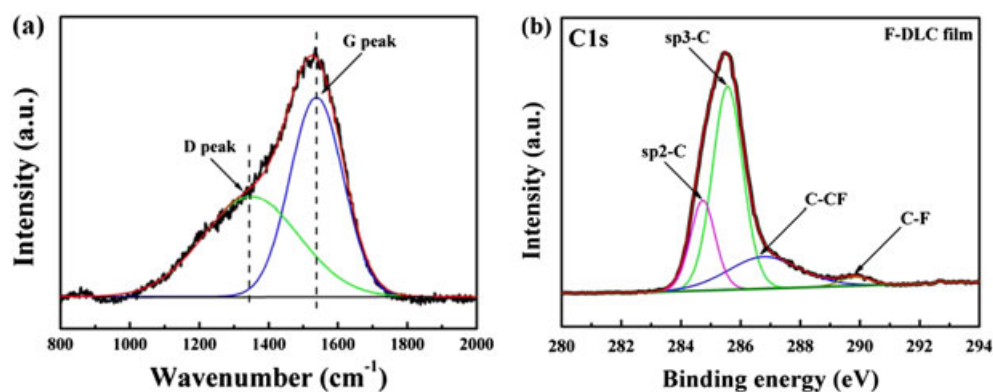 (a)
G peak
D peak
Intensity (a.u.)
800 1000 1200 1400 1600 1800 2000
Wavenumber (cm⁻¹)
(b)
C1s
F-DLC film
sp3-C
sp2-C
C-CF
C-F
Intensity (a.u.)
280 282 284 286 288 290 292 294
Binding energy (eV)